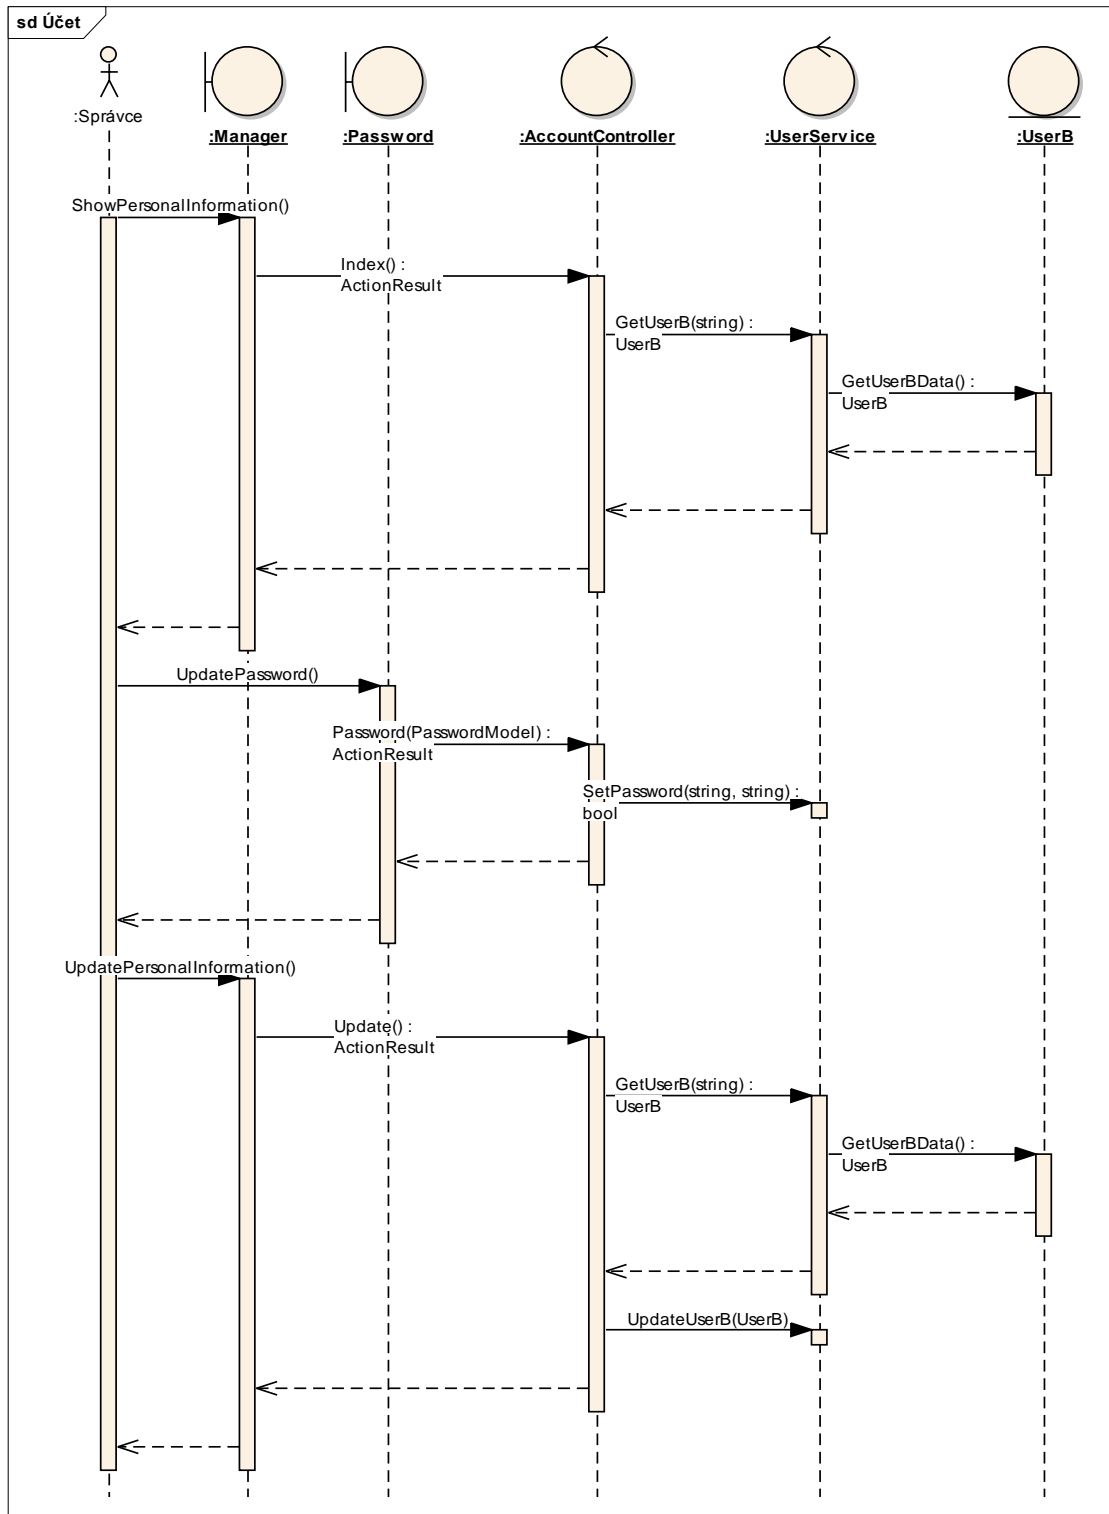 sd Účet
:Správce
:Manager
:Password
:AccountController
:UserService
:UserB
ShowPersonalInformation()
Index() :
ActionResult
GetUserB(string) :
UserB
GetUserBData() :
UserB
UpdatePassword()
Password(PasswordModel) :
ActionResult
SetPassword(string, string) :
bool
UpdatePersonalInformation()
Update() :
ActionResult
GetUserB(string) :
UserB
GetUserBData() :
UserB
UpdateUserB(UserB)